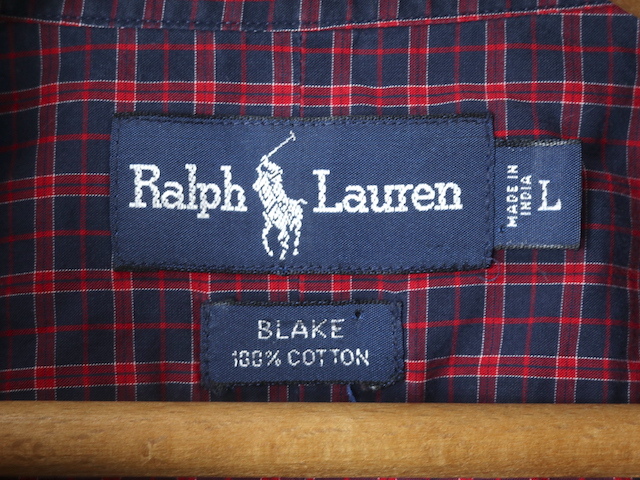 Ralph Lauren
MADE IN
INDIA
L
BLAKE
100% COTTON